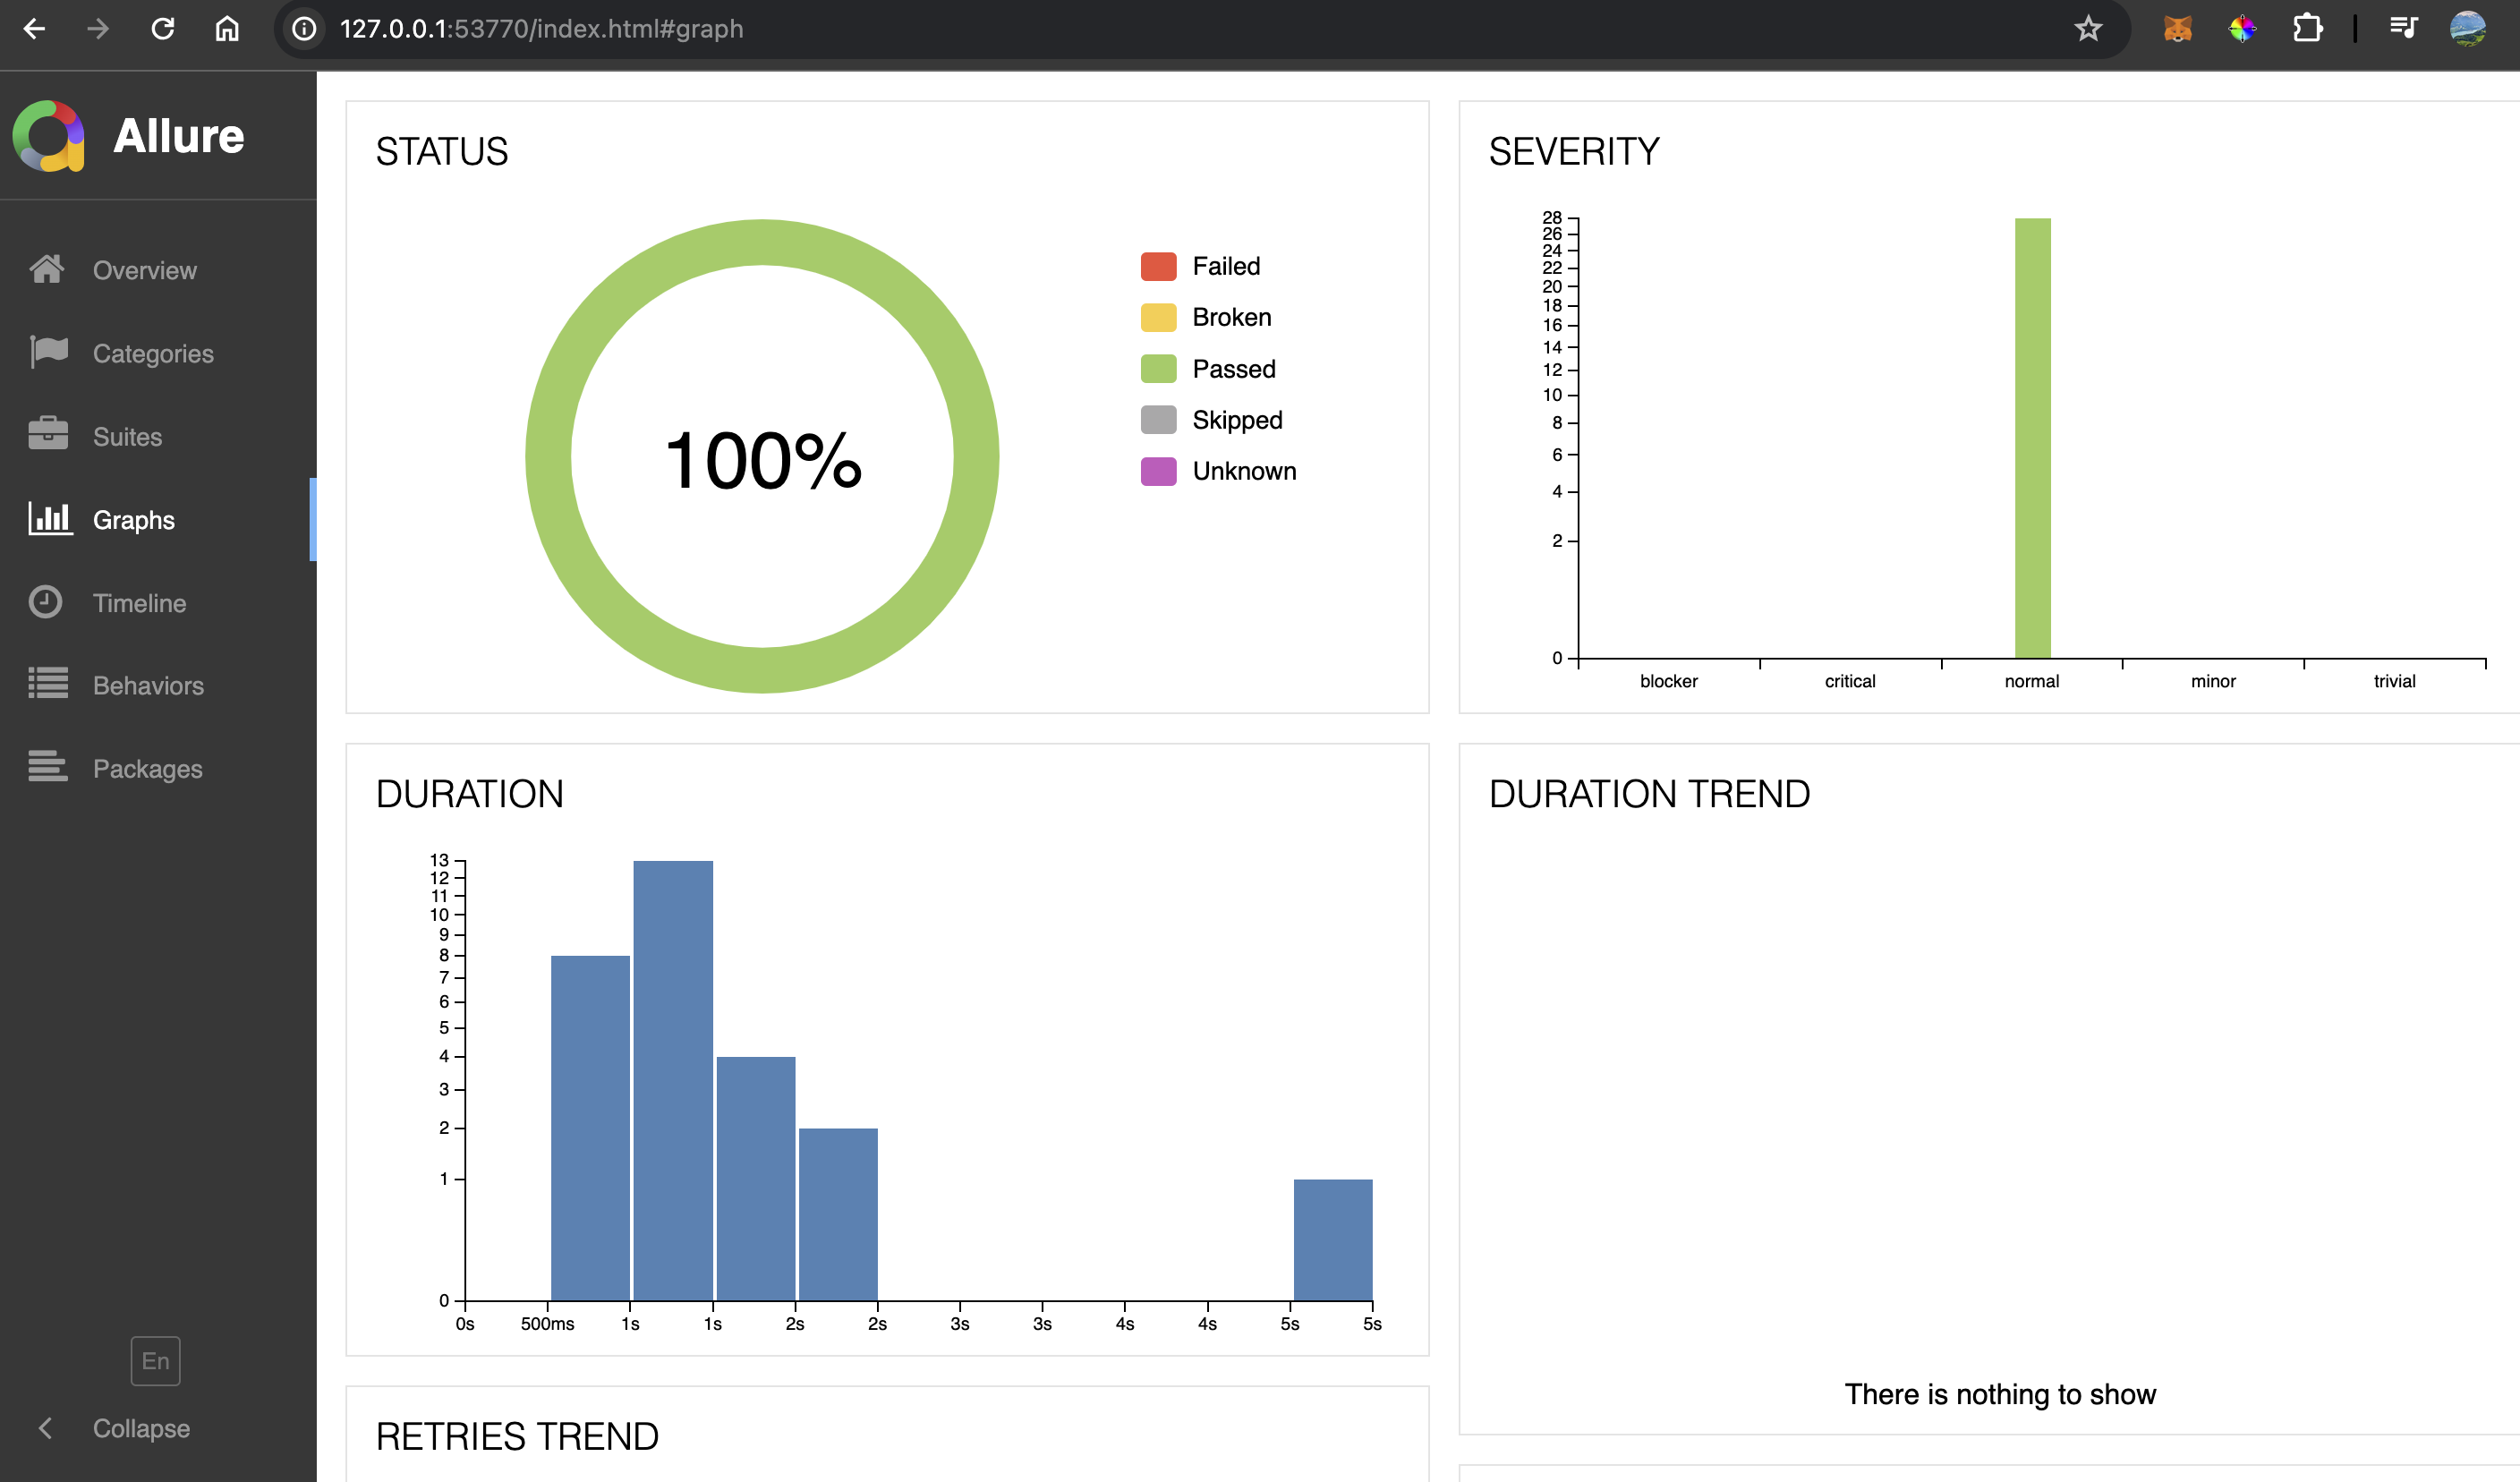 127.0.0.1:53770/index.html#graph
Allure
Overview
Categories
Suites
Graphs
Timeline
Behaviors
Packages
En
Collapse
STATUS
100%
Failed
Broken
Passed
Skipped
Unknown
SEVERITY
28
26
24
22
20
18
16
14
12
10
8
6
4
2
0
blocker critical normal minor trivial
DURATION
13
12
11
10
9
8
7
6
5
4
3
2
1
0
0s 500ms 1s 1s 2s 2s 3s 3s 4s 4s 5s 5s
DURATION TREND
There is nothing to show
RETRIES TREND